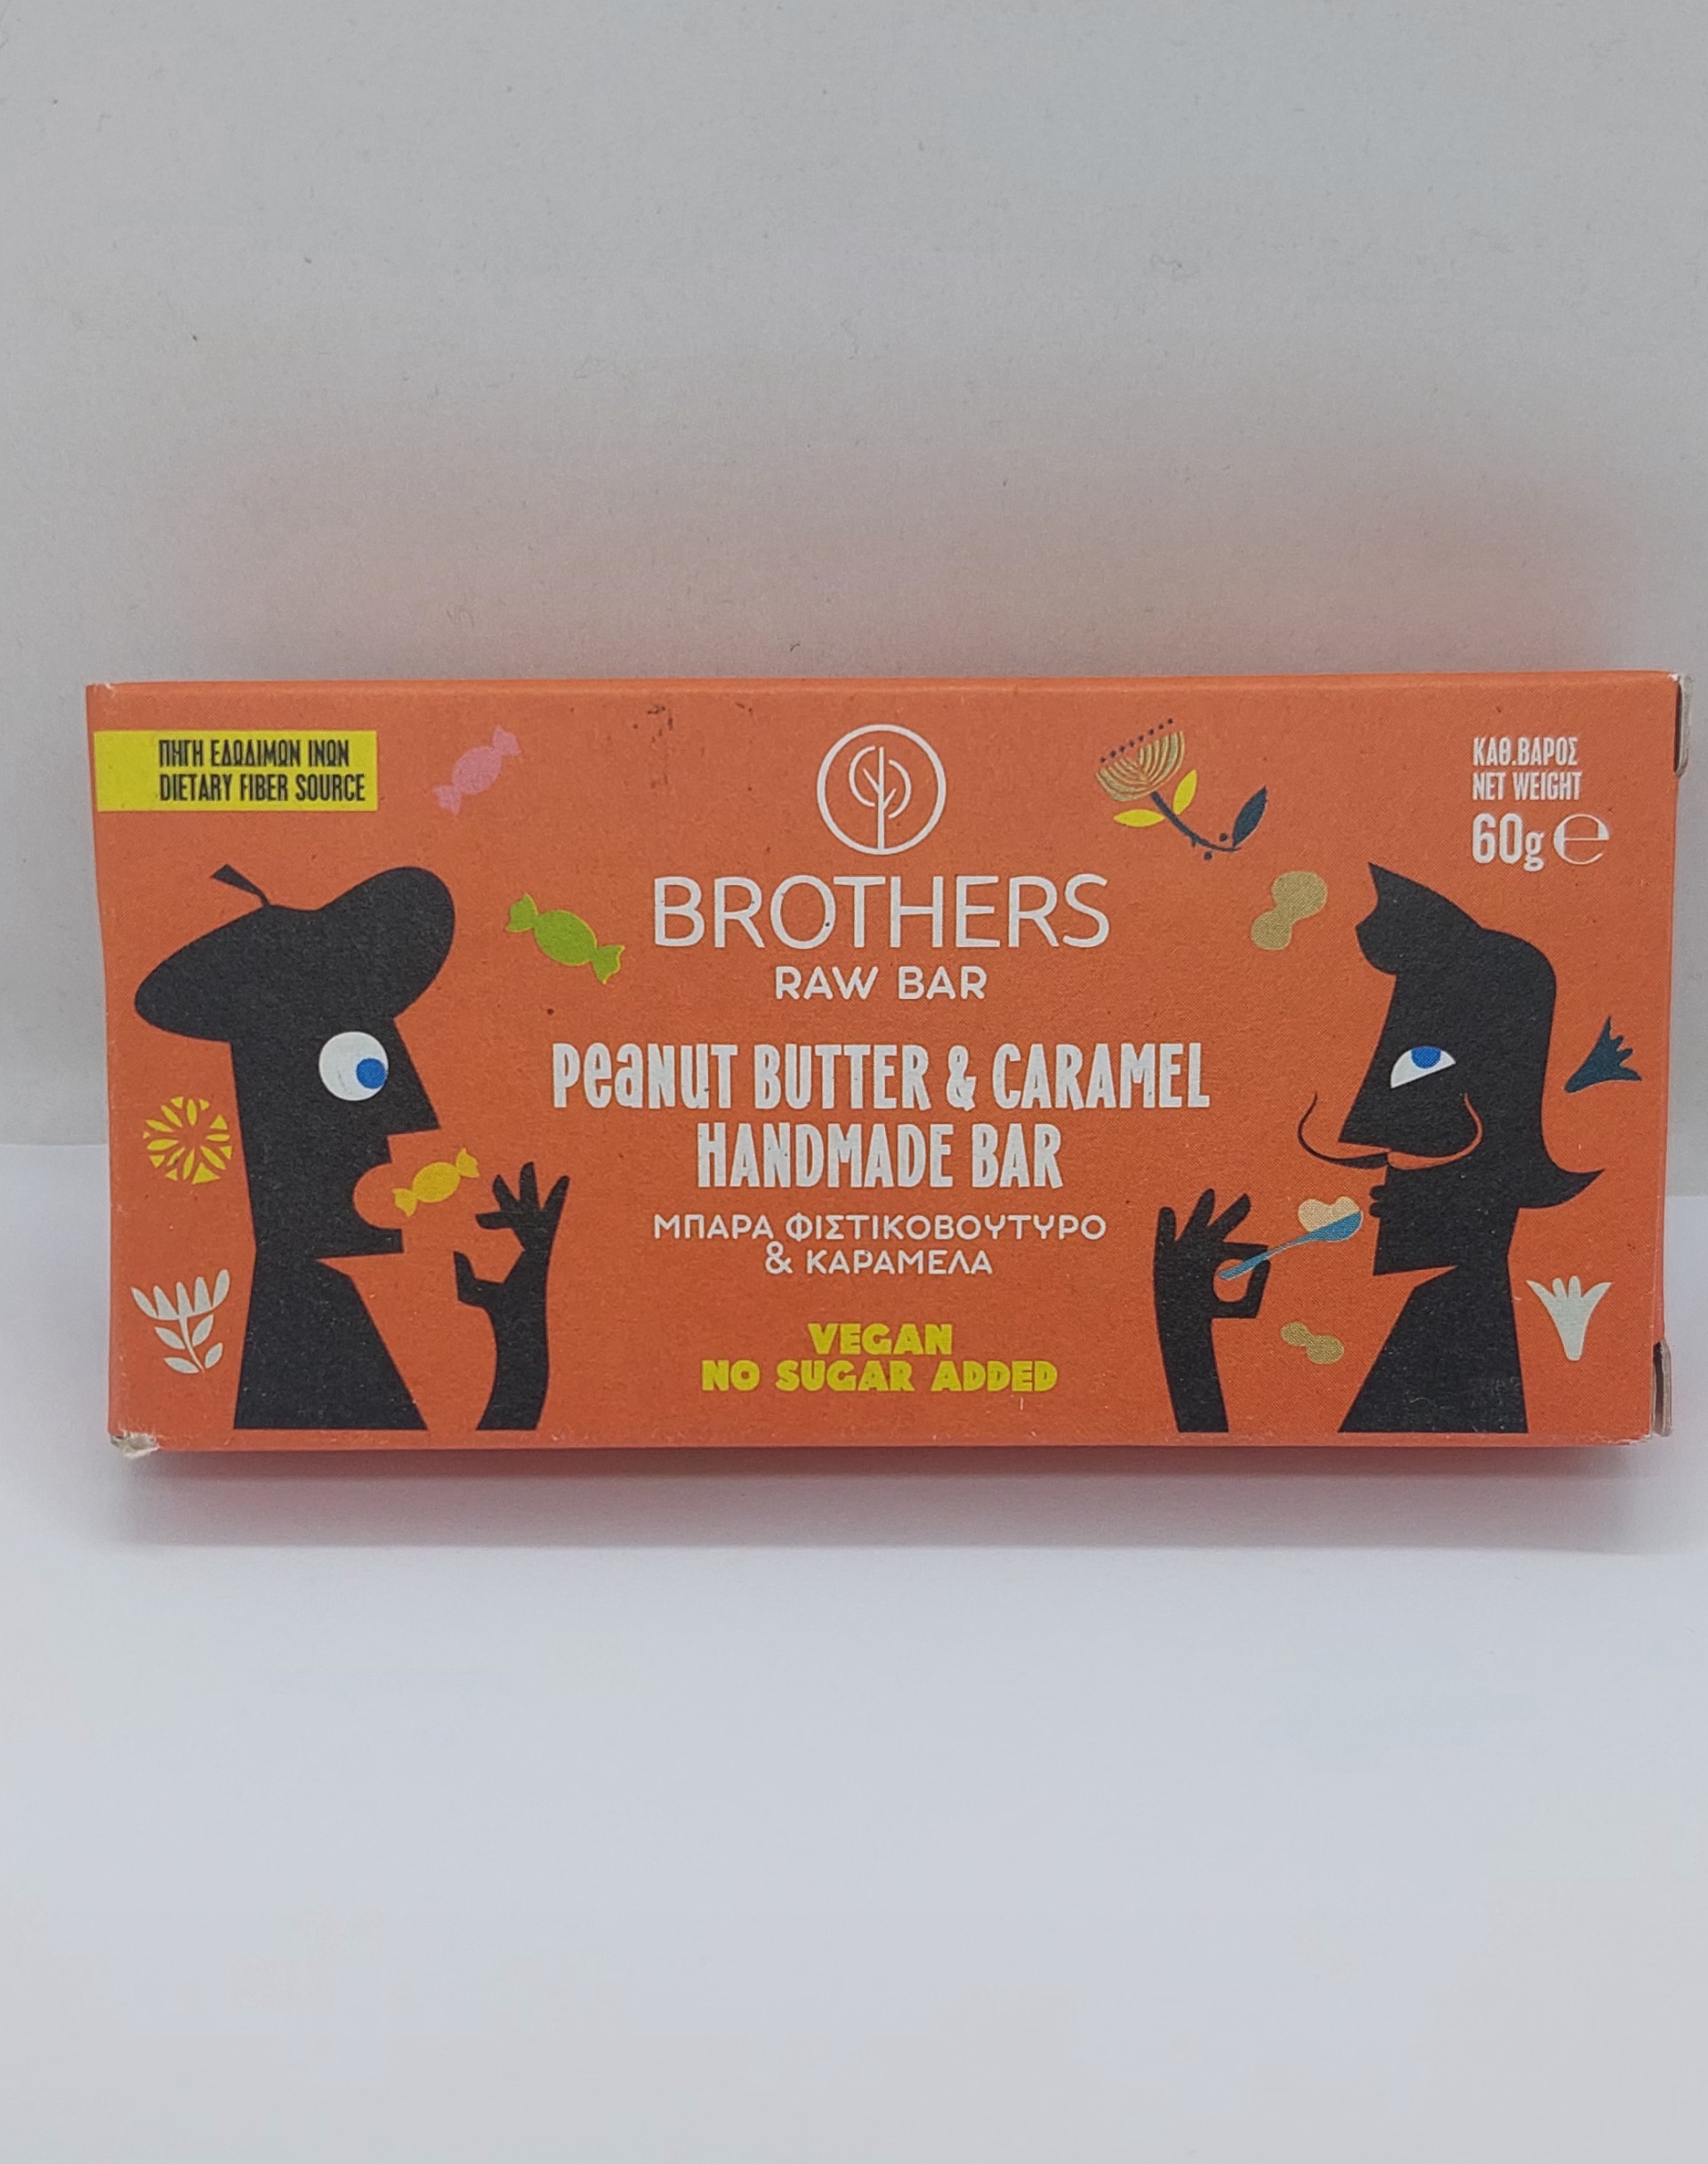 ΠΗΓΗ ΕΔΩΔΙΜΩΝ ΙΝΩΝ
DIETARY FIBER SOURCE
ΚΑΘ.ΒΑΡΟΣ
NET WEIGHT
60g ℮
BROTHERS
RAW BAR
PeaNUT BUTTER & CARAMEL
HANDMADE BAR
ΜΠΑΡΑ ΦΙΣΤΙΚΟΒΟΥΤΥΡΟ
& ΚΑΡΑΜΕΛΑ
VEGAN
NO SUGAR ADDED